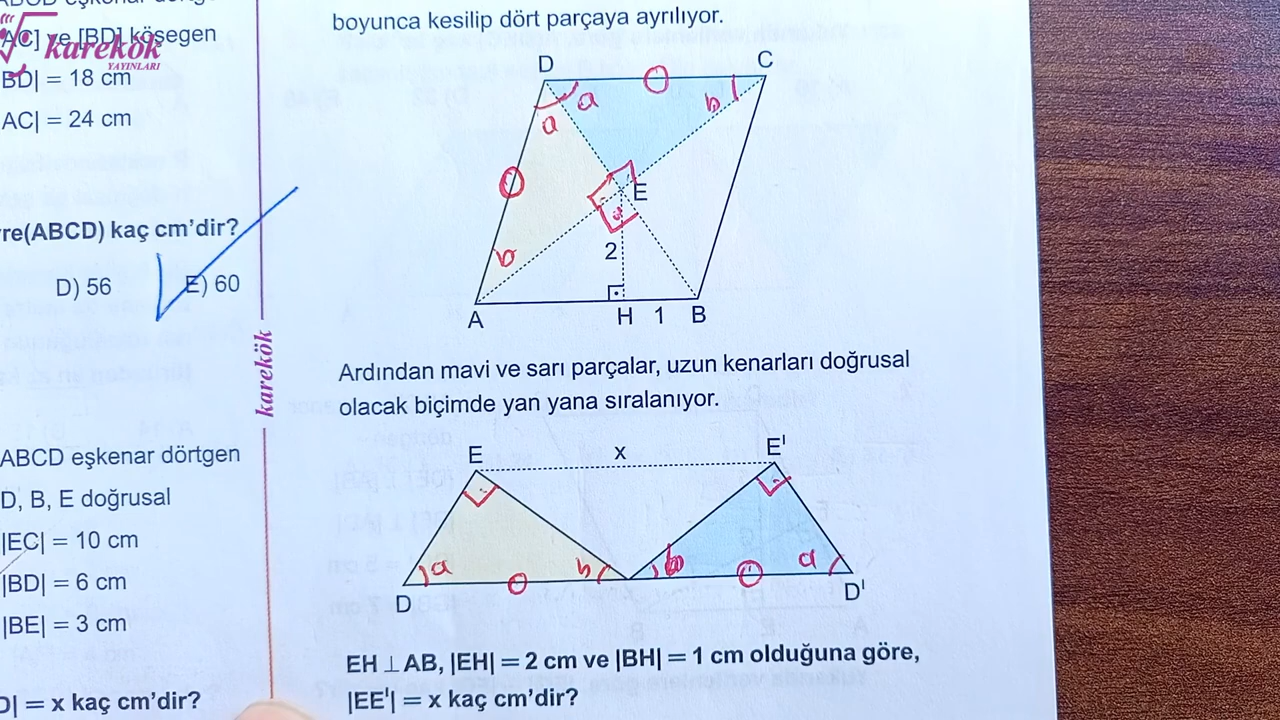 AC] ve [BD] köşegen
karekök
YAYINLARI
BD| = 18 cm
AC| = 24 cm
re(ABCD) kaç cm'dir?
D) 56
E) 60
karekök
ABCD eşkenar dörtgen
D, B, E doğrusal
|EC| = 10 cm
|BD| = 6 cm
|BE| = 3 cm
D| = x kaç cm'dir?
boyunca kesilip dört parçaya ayrılıyor.
D
C
a
b
a
E
2
b
A
H
1
B
Ardından mavi ve sarı parçalar, uzun kenarları doğrusal
olacak biçimde yan yana sıralanıyor.
E
x
E'
a
b
b
a
D
D'
EH ⊥ AB, |EH| = 2 cm ve |BH| = 1 cm olduğuna göre,
|EE'| = x kaç cm'dir?